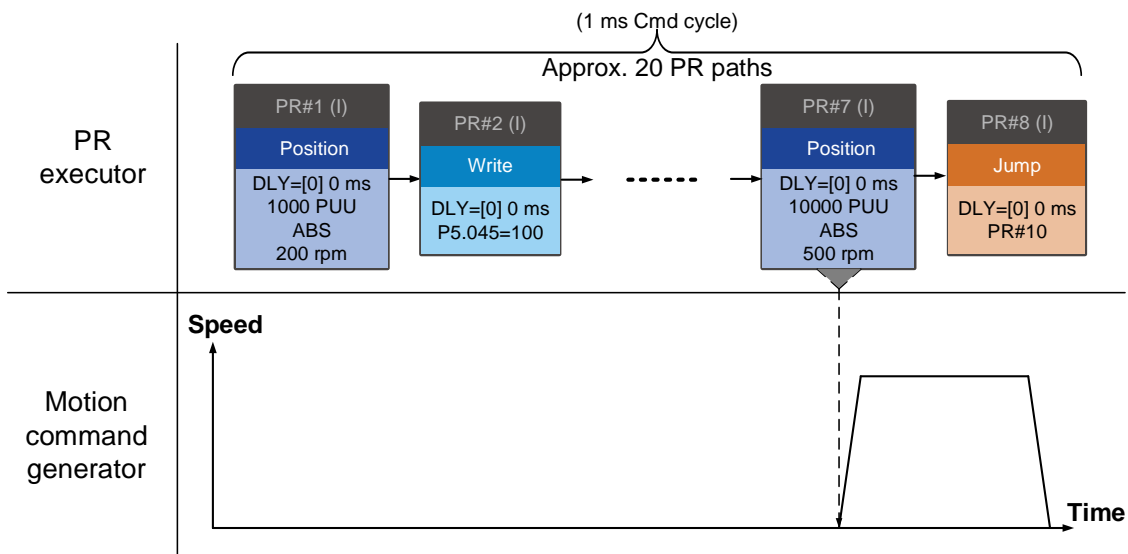 (1 ms Cmd cycle)
Approx. 20 PR paths
PR
executor
PR#1 (I)
Position
DLY=[0] 0 ms
1000 PUU
ABS
200 rpm
PR#2 (I)
Write
DLY=[0] 0 ms
P5.045=100
PR#7 (I)
Position
DLY=[0] 0 ms
10000 PUU
ABS
500 rpm
PR#8 (I)
Jump
DLY=[0] 0 ms
PR#10
Motion
command
generator
Speed
Time